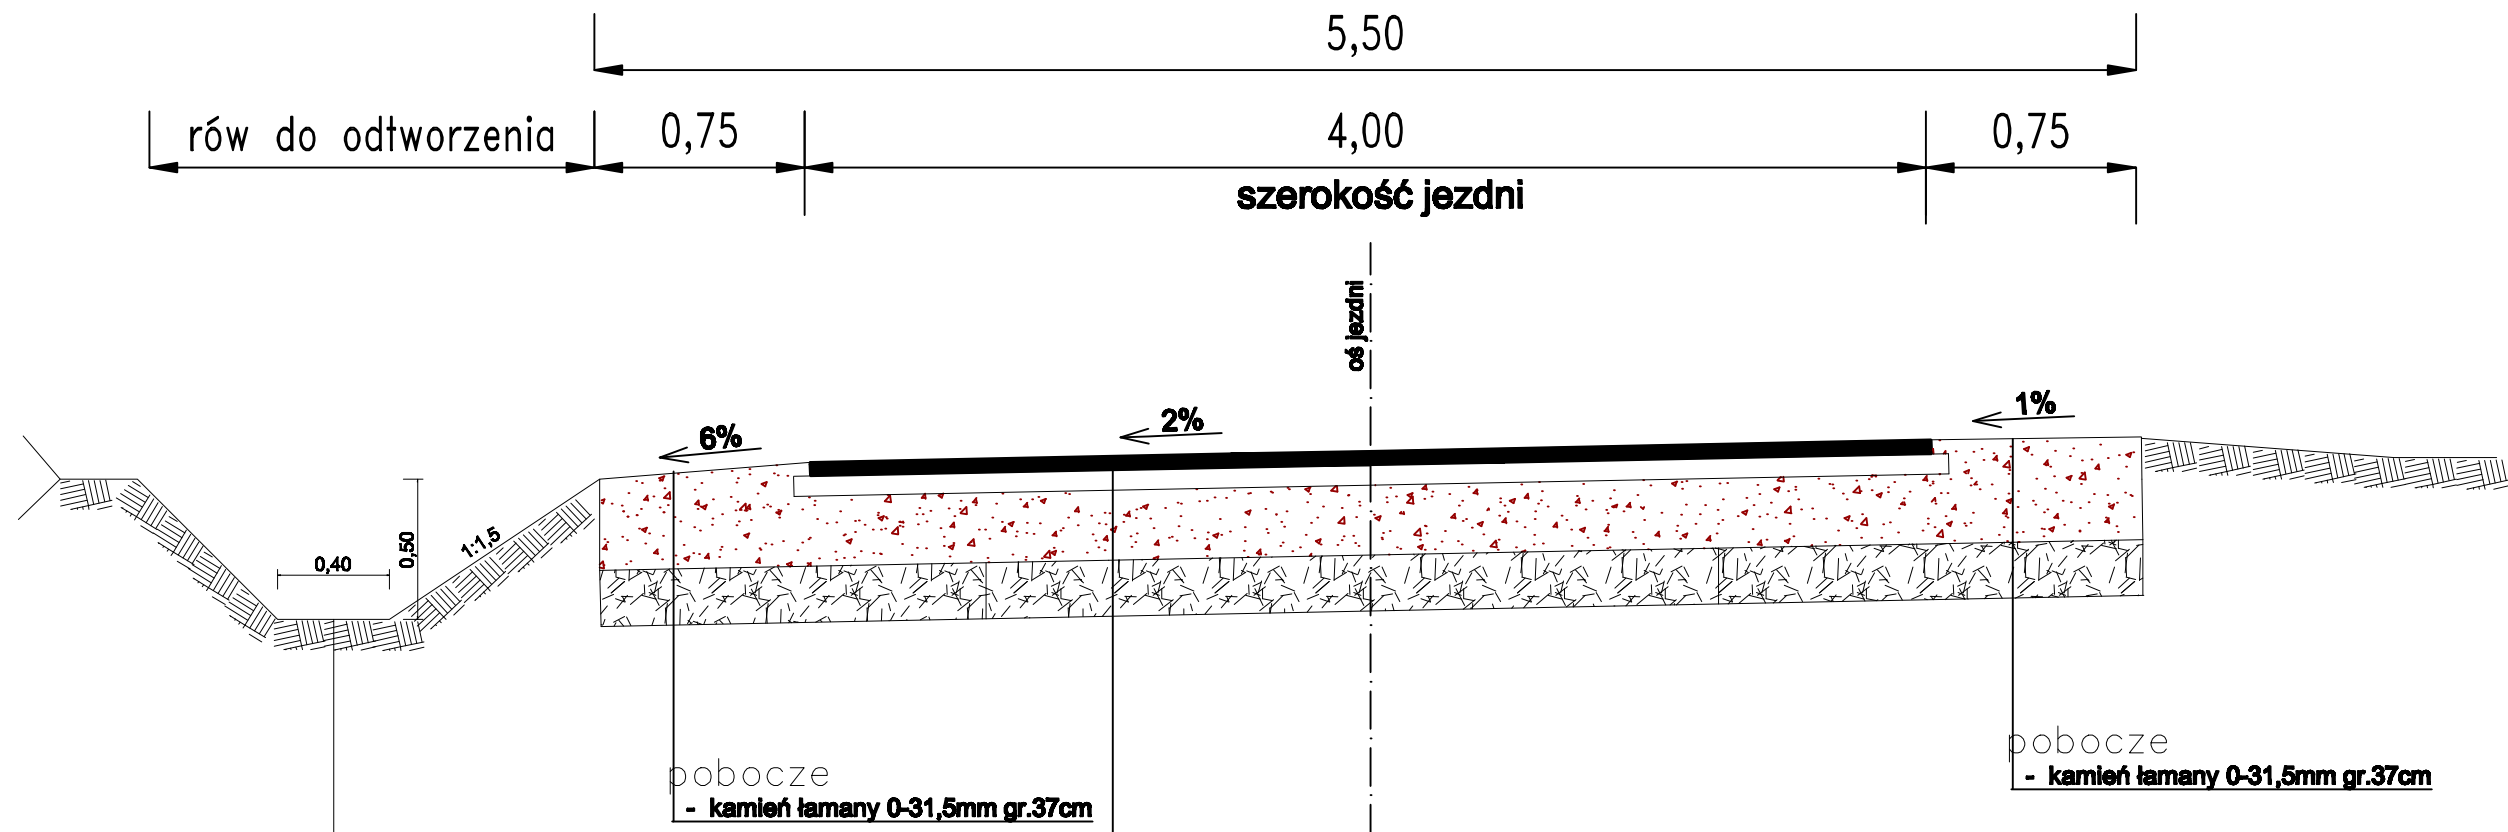 5,50
rów do odtworzenia
0,75
4,00
0,75
szerokość jezdni
oś jezdni
6%
2%
1%
0,40
0,50
1:1,5
pobocze
- kamień łamany 0-31,5mm gr.37cm
pobocze
- kamień łamany 0-31,5mm gr.37cm